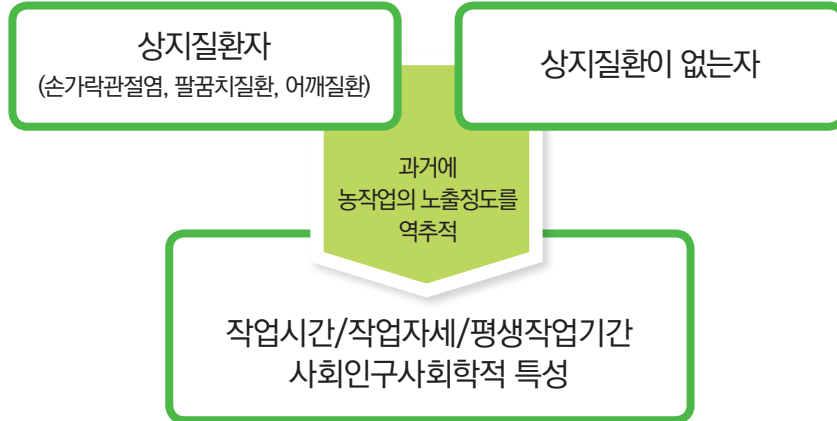 상지질환자
(손가락관절염, 팔꿈치질환, 어깨질환)
상지질환이 없는자
과거에
농작업의 노출정도를
역추적
작업시간/작업자세/평생작업기간
사회인구사회학적 특성